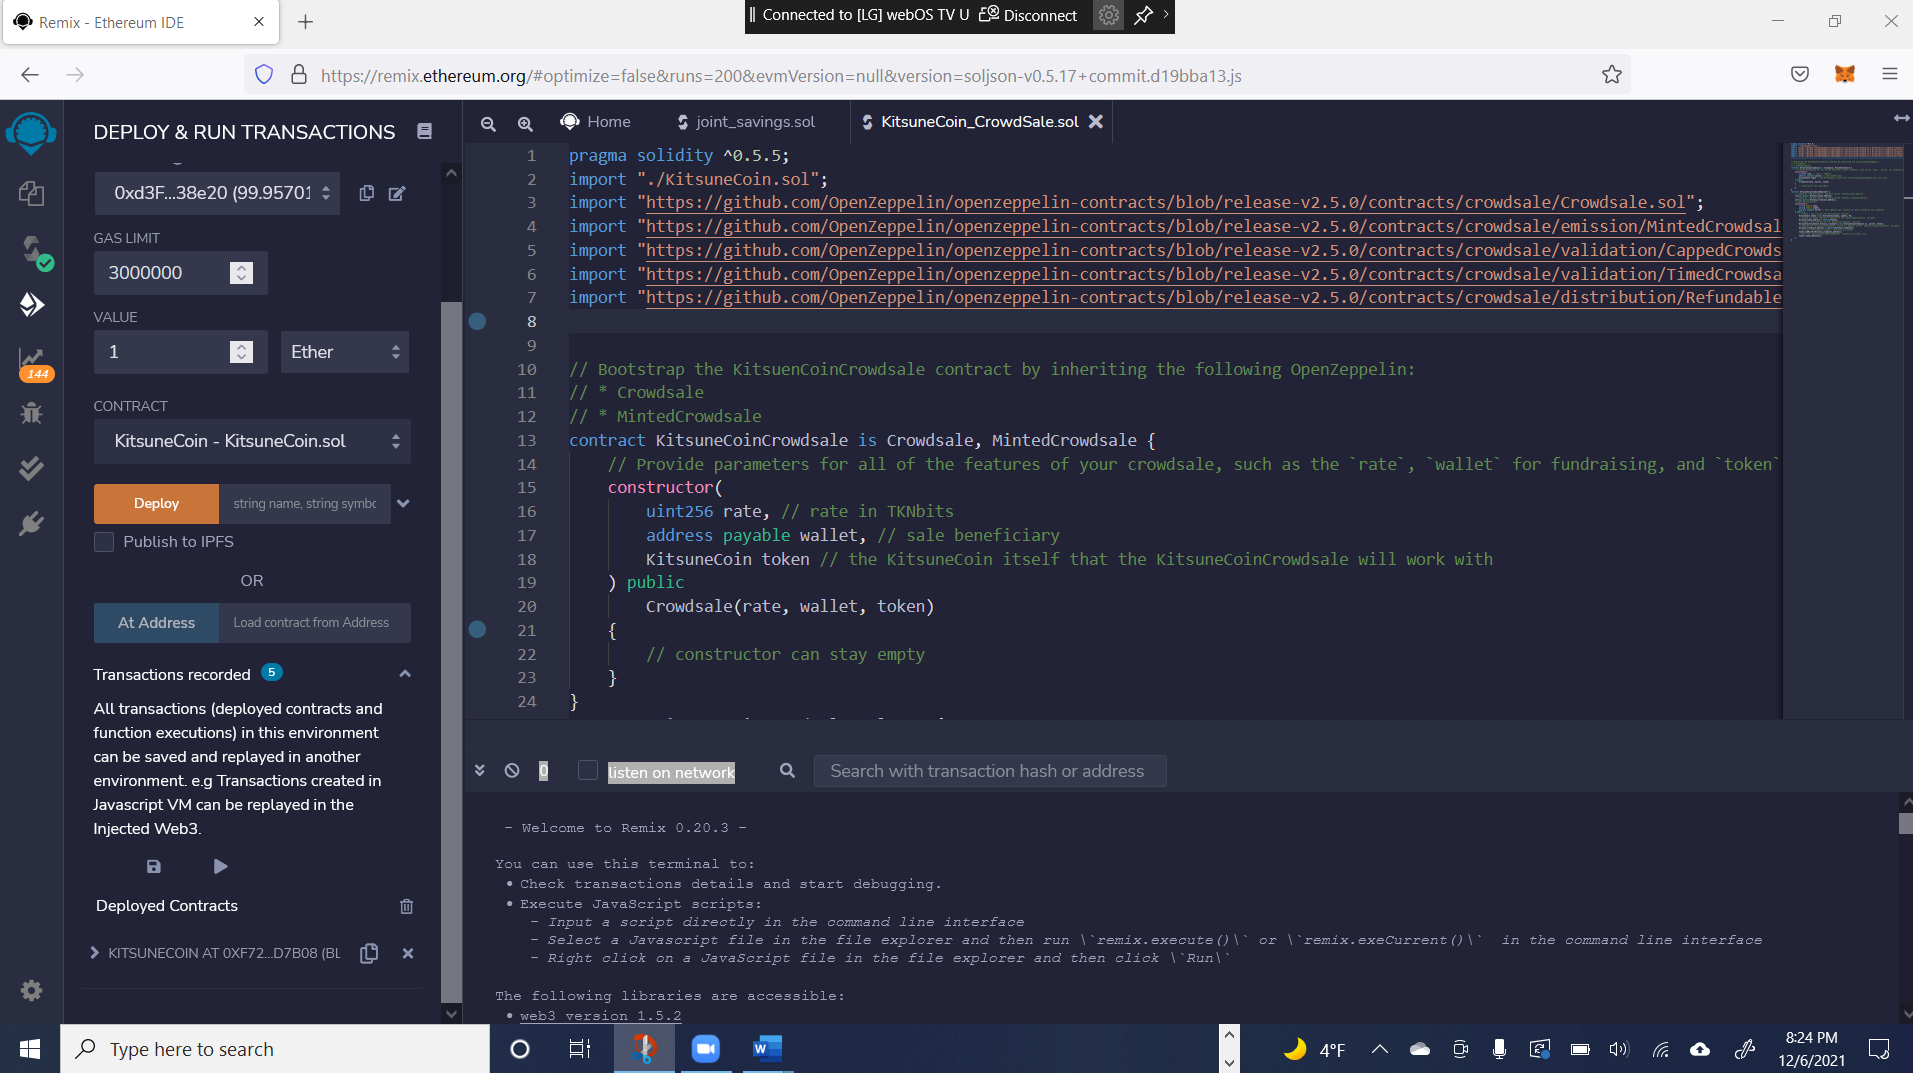 Remix - Ethereum IDE
Connected to [LG] webOS TV U Disconnect
https://remix.ethereum.org/#optimize=false&runs=200&evmVersion=null&version=soljson-v0.5.17+commit.d19bba13.js
DEPLOY & RUN TRANSACTIONS
0xd3F...38e20 (99.95701
GAS LIMIT
3000000
VALUE
1
Ether
144
CONTRACT
KitsuneCoin - KitsuneCoin.sol
Deploy
string name, string symbo
Publish to IPFS
OR
At Address
Load contract from Address
Transactions recorded 5
All transactions (deployed contracts and
function executions) in this environment
can be saved and replayed in another
environment. e.g Transactions created in
Javascript VM can be replayed in the
Injected Web3.
Deployed Contracts
KITSUNECOIN AT 0XF72...D7B08 (BL
Home
joint_savings.sol
KitsuneCoin_CrowdSale.sol
1 pragma solidity ^0.5.5;
2 import "./KitsuneCoin.sol";
3 import "https://github.com/OpenZeppelin/openzeppelin-contracts/blob/release-v2.5.0/contracts/crowdsale/Crowdsale.sol";
4 import "https://github.com/OpenZeppelin/openzeppelin-contracts/blob/release-v2.5.0/contracts/crowdsale/emission/MintedCrowdsal
5 import "https://github.com/OpenZeppelin/openzeppelin-contracts/blob/release-v2.5.0/contracts/crowdsale/validation/CappedCrowds
6 import "https://github.com/OpenZeppelin/openzeppelin-contracts/blob/release-v2.5.0/contracts/crowdsale/validation/TimedCrowdsa
7 import "https://github.com/OpenZeppelin/openzeppelin-contracts/blob/release-v2.5.0/contracts/crowdsale/distribution/Refundable
8
9
10 // Bootstrap the KitsuenCoinCrowdsale contract by inheriting the following OpenZeppelin:
11 // * Crowdsale
12 // * MintedCrowdsale
13 contract KitsuneCoinCrowdsale is Crowdsale, MintedCrowdsale {
14 // Provide parameters for all of the features of your crowdsale, such as the `rate`, `wallet` for fundraising, and `token`
15 constructor(
16 uint256 rate, // rate in TKNbits
17 address payable wallet, // sale beneficiary
18 KitsuneCoin token // the KitsuneCoin itself that the KitsuneCoinCrowdsale will work with
19 ) public
20 Crowdsale(rate, wallet, token)
21 {
22 // constructor can stay empty
23 }
24 }
0
listen on network
Search with transaction hash or address
- Welcome to Remix 0.20.3 -
You can use this terminal to:
• Check transactions details and start debugging.
• Execute JavaScript scripts:
- Input a script directly in the command line interface
- Select a Javascript file in the file explorer and then run \`remix.execute()\` or \`remix.exeCurrent()\` in the command line interface
- Right click on a JavaScript file in the file explorer and then click \`Run\`
The following libraries are accessible:
• web3 version 1.5.2
Type here to search
4°F
8:24 PM
12/6/2021